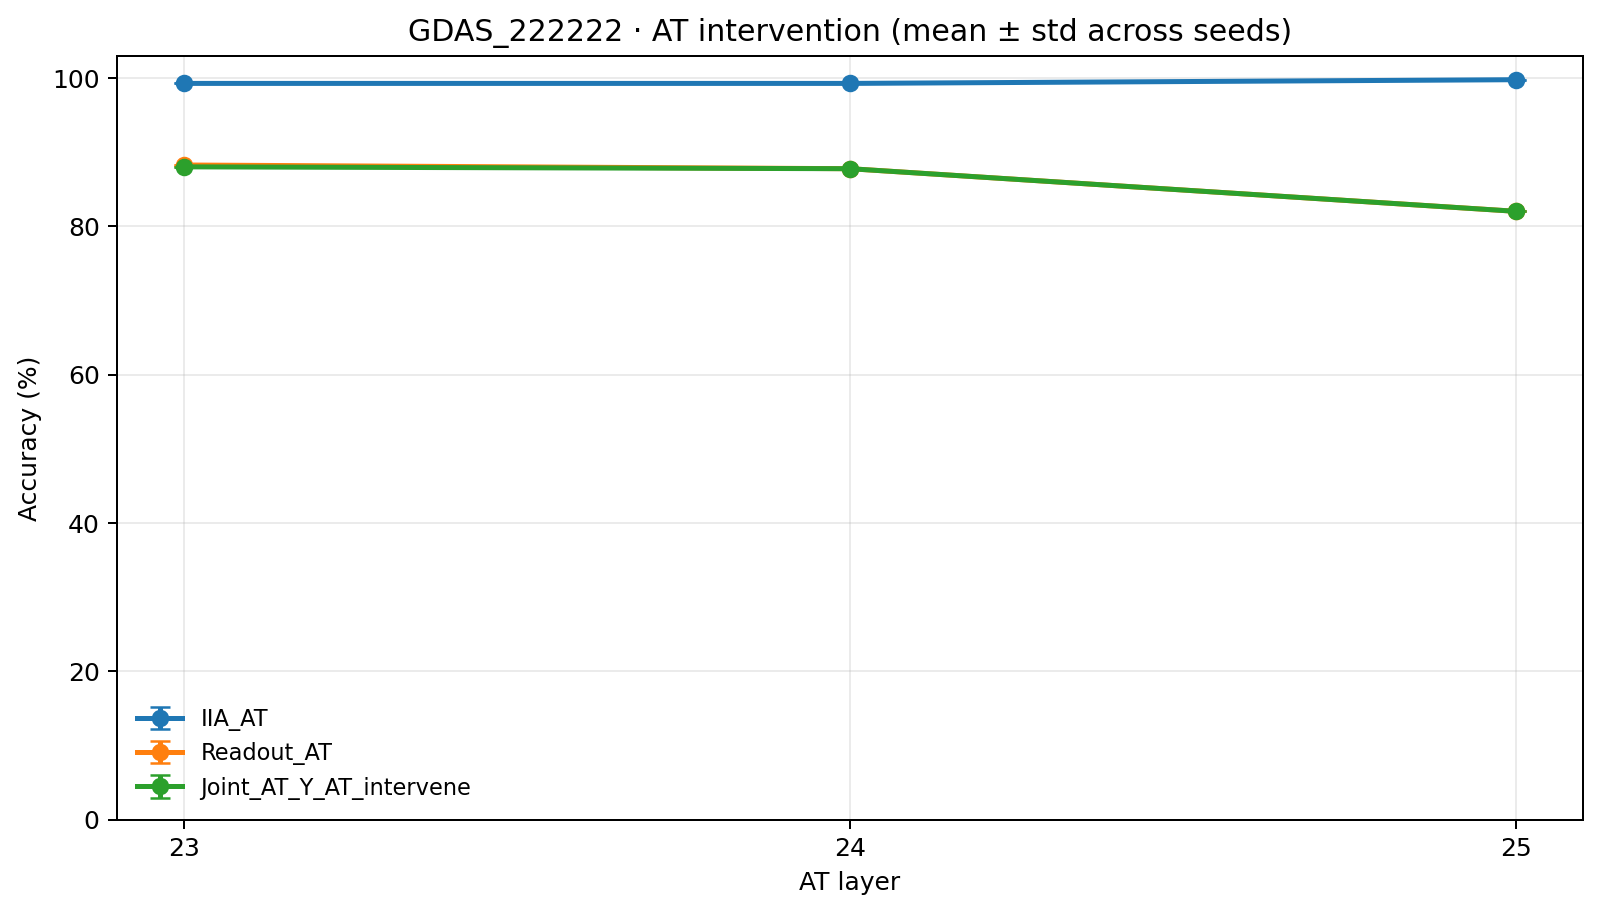 GDAS_222222 · AT intervention (mean ± std across seeds)
100
80
60
40
20
0
Accuracy (%)
IIA_AT
Readout_AT
Joint_AT_Y_AT_intervene
23 24 25
AT layer